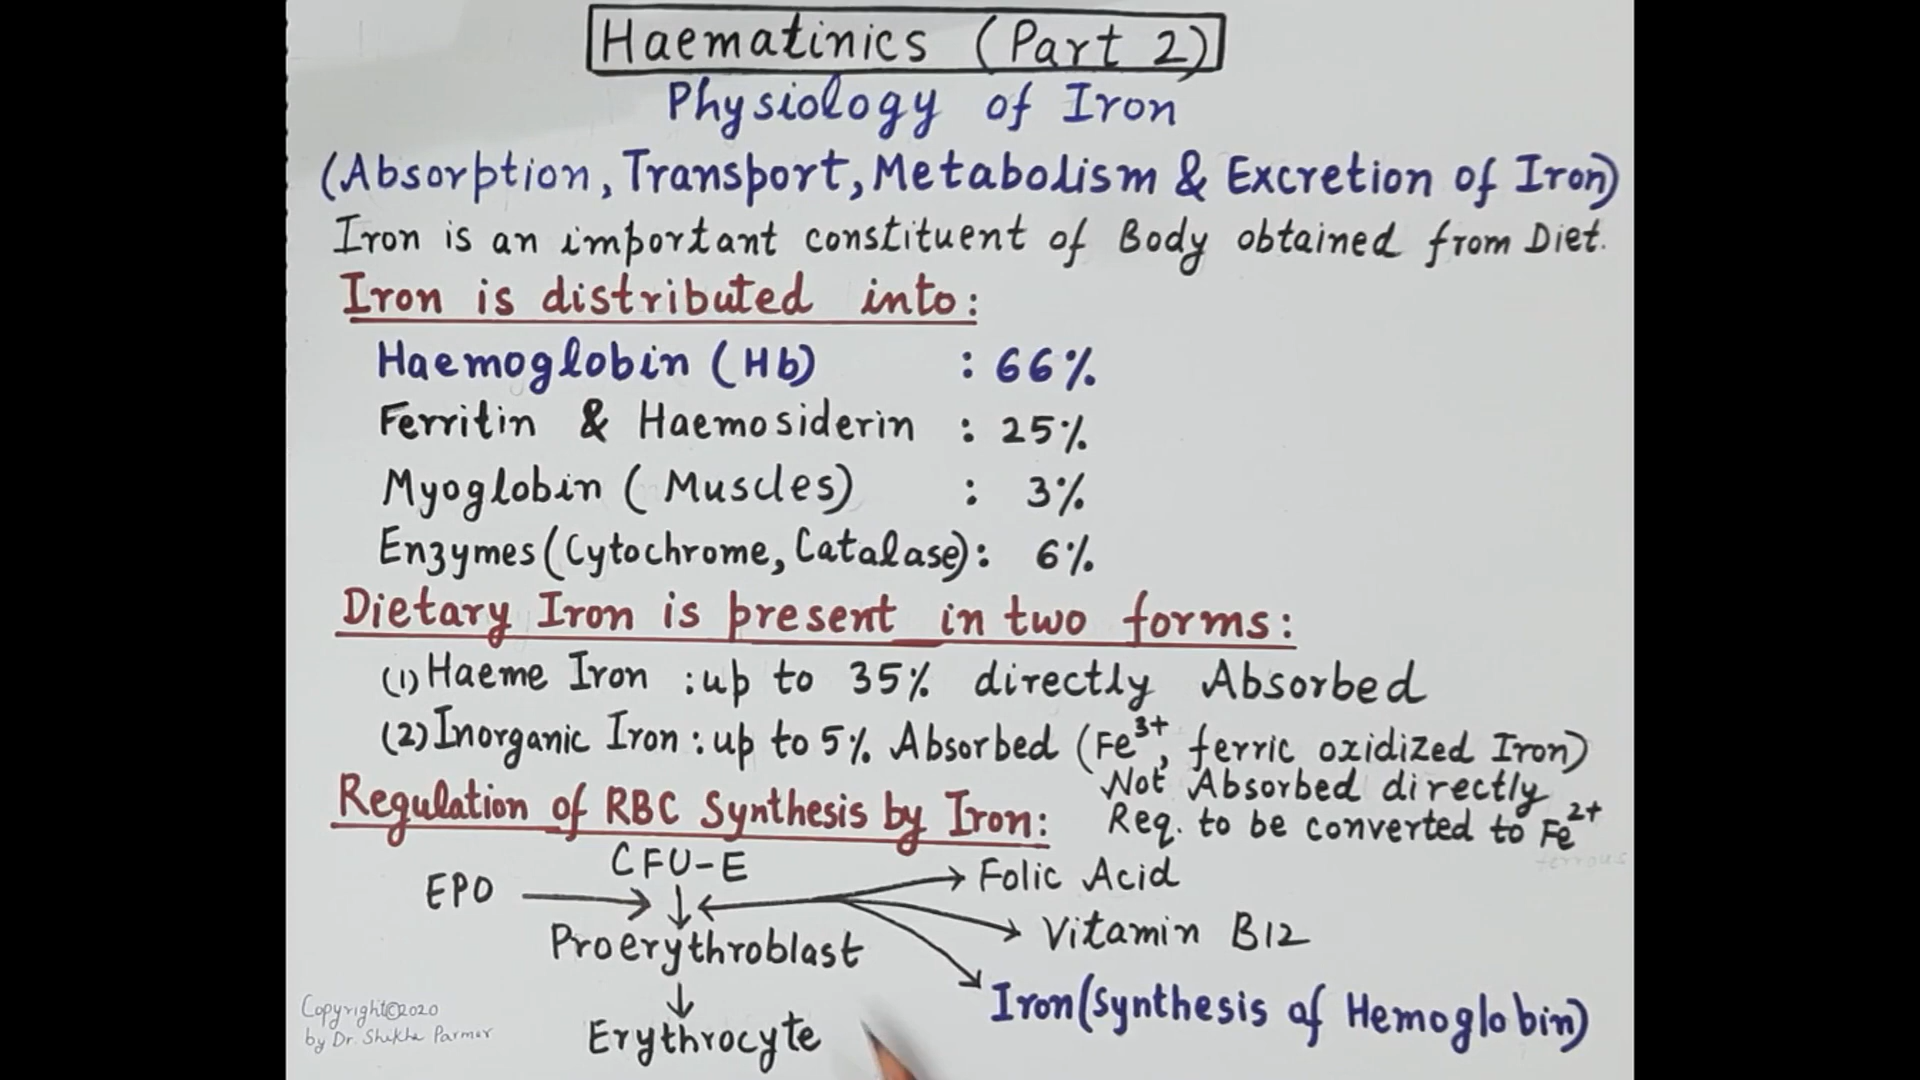 Haematinics (Part 2)
Physiology of Iron
(Absorption, Transport, Metabolism & Excretion of Iron)
Iron is an important constituent of Body obtained from Diet.
Iron is distributed into:
Haemoglobin (Hb) : 66%
Ferritin & Haemosiderin : 25%
Myoglobin (Muscles) : 3%
Enzymes (Cytochrome, Catalase): 6%
Dietary Iron is present in two forms:
(1) Haeme Iron : up to 35% directly Absorbed
(2) Inorganic Iron : up to 5% Absorbed (Fe³⁺, ferric oxidized Iron)
Not Absorbed directly
Req. to be converted to Fe²⁺
ferrous
Regulation of RBC Synthesis by Iron:
CFU-E
EPO
Folic Acid
Vitamin B12
Proerythroblast
Iron (Synthesis of Hemoglobin)
Erythrocyte
Copyright©2020
by Dr. Shikha Parmar